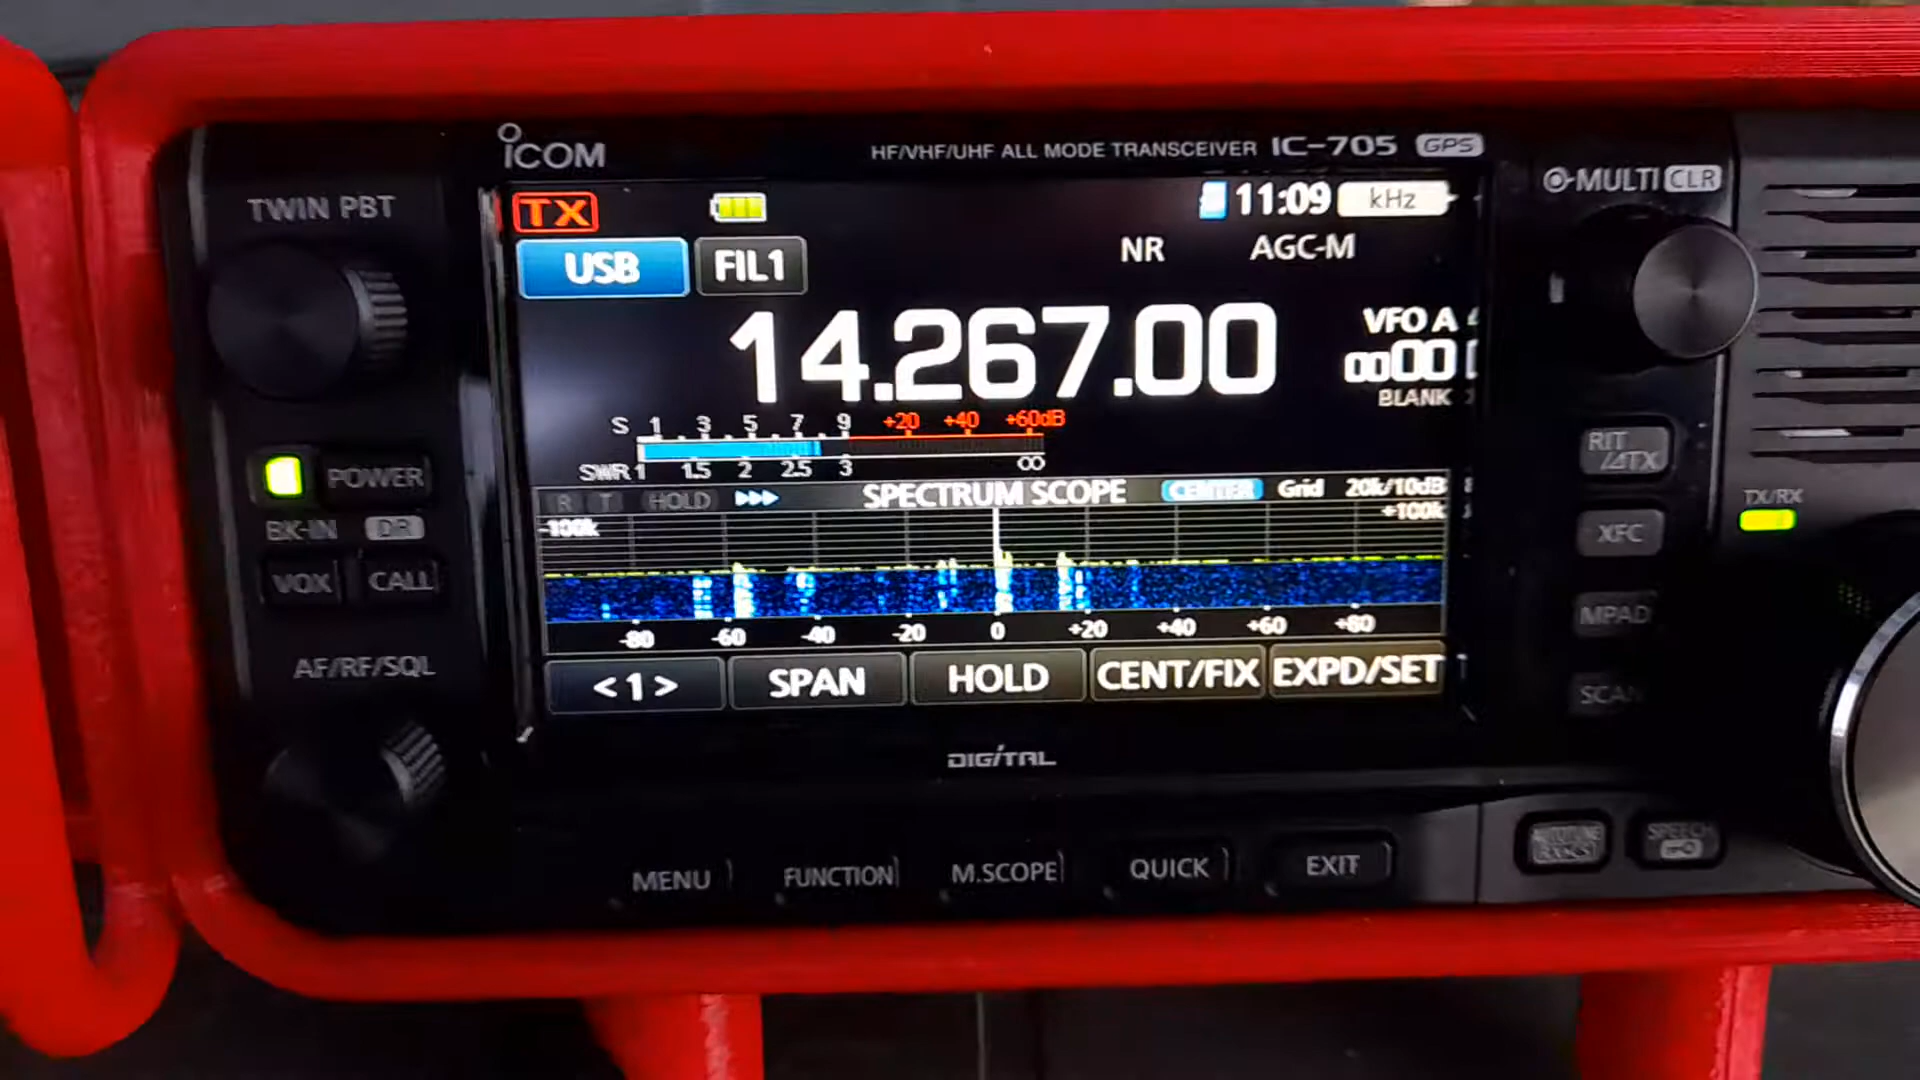 ICOM
HF/VHF/UHF ALL MODE TRANSCEIVER IC-705 GPS
TWIN PBT
MULTI CLR
TX 11:09 kHz
USB FIL1 NR AGC-M
14.267.00
VFO A
0000
BLANK
S 1 3 5 7 9 +20 +40 +60dB
SWR 1 1.5 2 2.5 3 ∞
POWER
R T HOLD SPECTRUM SCOPE CENTER Grid 20k/10dB
-100k +100k
BK-IN DR
VOX CALL
-80 -60 -40 -20 0 +20 +40 +60 +80
<1> SPAN HOLD CENT/FIX EXPD/SET
AF/RF/SQL
RIT
/⊿TX
TX/RX
XFC
MPAD
SCAN
DIGITAL
MENU FUNCTION M.SCOPE QUICK EXIT
AUTOTUNE SPEECH